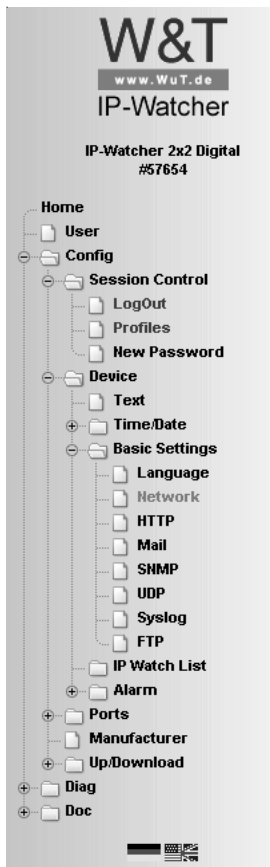 W&T
www.WuT.de
IP-Watcher
IP-Watcher 2x2 Digital
#57654
Home
User
Config
Session Control
LogOut
Profiles
New Password
Device
Text
Time/Date
Basic Settings
Language
Network
HTTP
Mail
SNMP
UDP
Syslog
FTP
IP Watch List
Alarm
Ports
Manufacturer
Up/Download
Diag
Doc